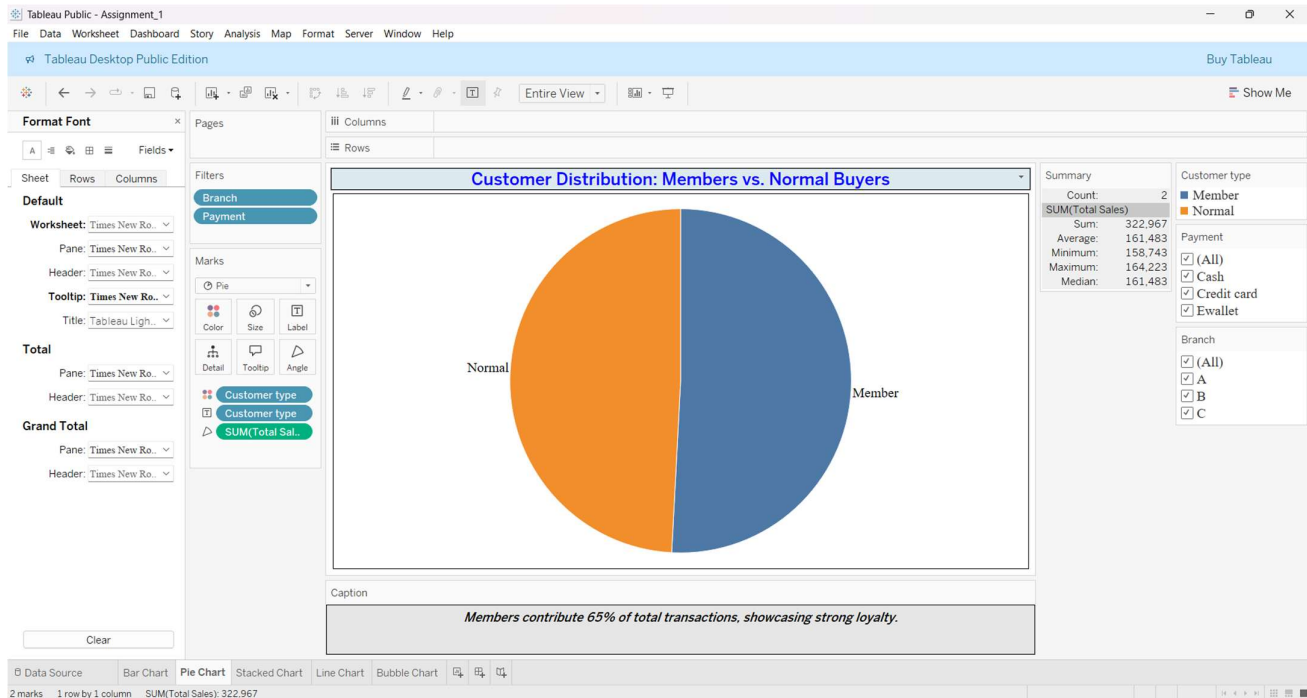 Tableau Public - Assignment_1
File Data Worksheet Dashboard Story Analysis Map Format Server Window Help
Tableau Desktop Public Edition
Buy Tableau
Entire View
Show Me
Format Font
Fields
Sheet Rows Columns
Default
Worksheet: Times New Ro..
Pane: Times New Ro..
Header: Times New Ro..
Tooltip: Times New Ro..
Title: Tableau Ligh..
Total
Pane: Times New Ro..
Header: Times New Ro..
Grand Total
Pane: Times New Ro..
Header: Times New Ro..
Clear
Pages
Filters
Branch
Payment
Marks
Pie
Color Size Label
Detail Tooltip Angle
Customer type
Customer type
SUM(Total Sal..
Columns
Rows
Customer Distribution: Members vs. Normal Buyers
Normal
Member
Caption
Members contribute 65% of total transactions, showcasing strong loyalty.
Summary
Count: 2
SUM(Total Sales)
Sum: 322,967
Average: 161,483
Minimum: 158,743
Maximum: 164,223
Median: 161,483
Customer type
Member
Normal
Payment
(All)
Cash
Credit card
Ewallet
Branch
(All)
A
B
C
Data Source Bar Chart Pie Chart Stacked Chart Line Chart Bubble Chart
2 marks 1 row by 1 column SUM(Total Sales): 322,967